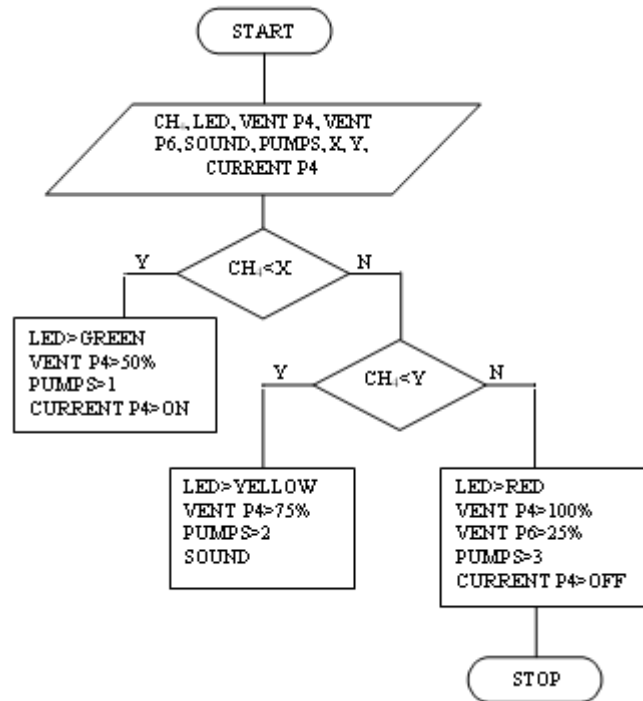 START
CH₄, LED, VENT P4, VENT
P6, SOUND, PUMPS, X, Y,
CURRENT P4
CH₄<X
Y
N
LED>GREEN
VENT P4>50%
PUMPS>1
CURRENT P4>ON
CH₄<Y
Y
N
LED>YELLOW
VENT P4>75%
PUMPS>2
SOUND
LED>RED
VENT P4>100%
VENT P6>25%
PUMPS>3
CURRENT P4>OFF
STOP